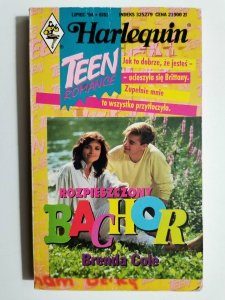 LIPIEC '94
INDEKS 325279
CENA 21900 Zł
Harlequin
TEEN
ROMANCE
Jak to dobrze, że jesteś –
– ucieszyła się Brittany.
Zupełnie mnie
to wszystko przytłoczyło.
ROZPIESZCZONY
BACHOR
Brenda Cole